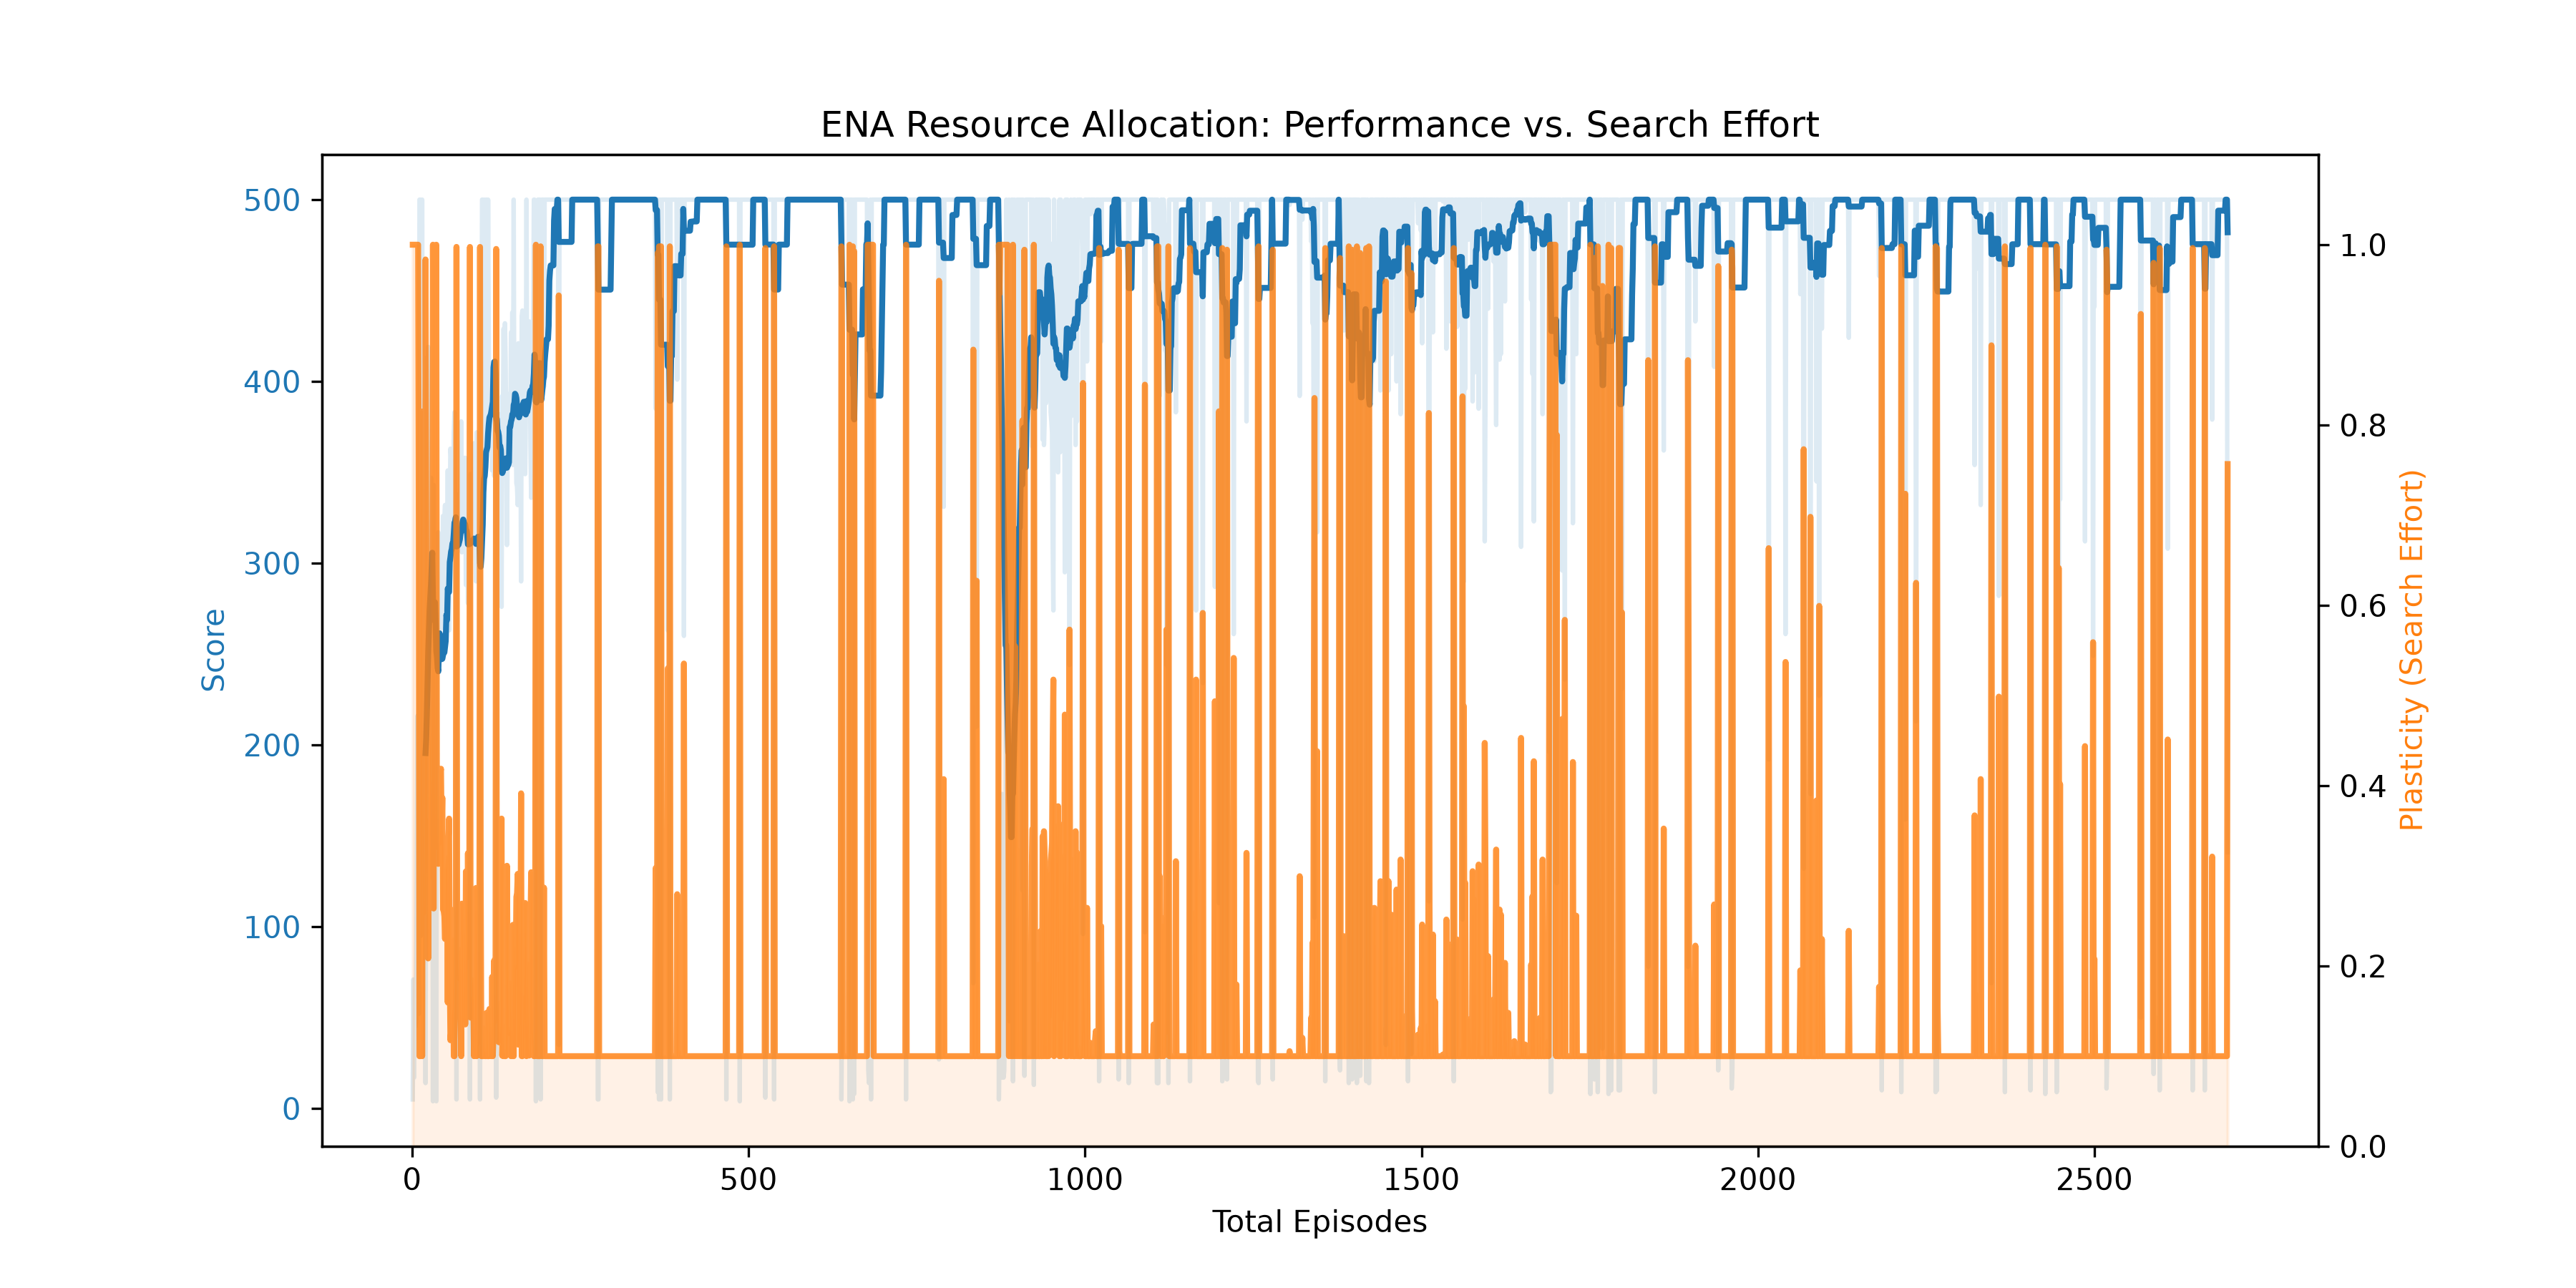 ENA Resource Allocation: Performance vs. Search Effort
500
400
300
200
100
0
Score
1.0
0.8
0.6
0.4
0.2
0.0
Plasticity (Search Effort)
0 500 1000 1500 2000 2500
Total Episodes